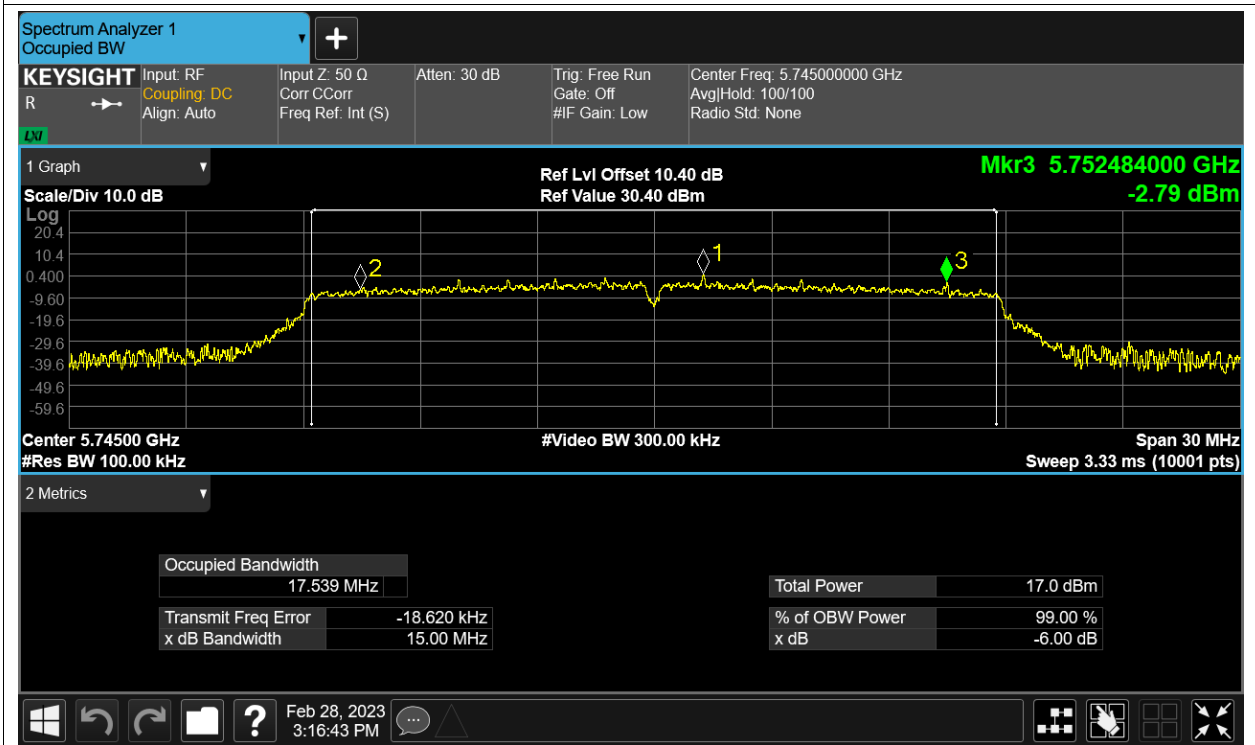 Spectrum Analyzer 1
Occupied BW
KEYSIGHT
R
LXI
Input: RF
Coupling: DC
Align: Auto
Input Z: 50 Ω
Corr CCorr
Freq Ref: Int (S)
Atten: 30 dB
Trig: Free Run
Gate: Off
#IF Gain: Low
Center Freq: 5.745000000 GHz
Avg|Hold: 100/100
Radio Std: None
1 Graph
Scale/Div 10.0 dB
Ref Lvl Offset 10.40 dB
Ref Value 30.40 dBm
Mkr3 5.752484000 GHz
-2.79 dBm
Log
20.4
10.4
0.400
-9.60
-19.6
-29.6
-39.6
-49.6
-59.6
2
1
3
Center 5.74500 GHz
#Video BW 300.00 kHz
Span 30 MHz
#Res BW 100.00 kHz
Sweep 3.33 ms (10001 pts)
2 Metrics
Occupied Bandwidth
17.539 MHz
Transmit Freq Error -18.620 kHz
x dB Bandwidth 15.00 MHz
Total Power 17.0 dBm
% of OBW Power 99.00 %
x dB -6.00 dB
?
Feb 28, 2023
3:16:43 PM